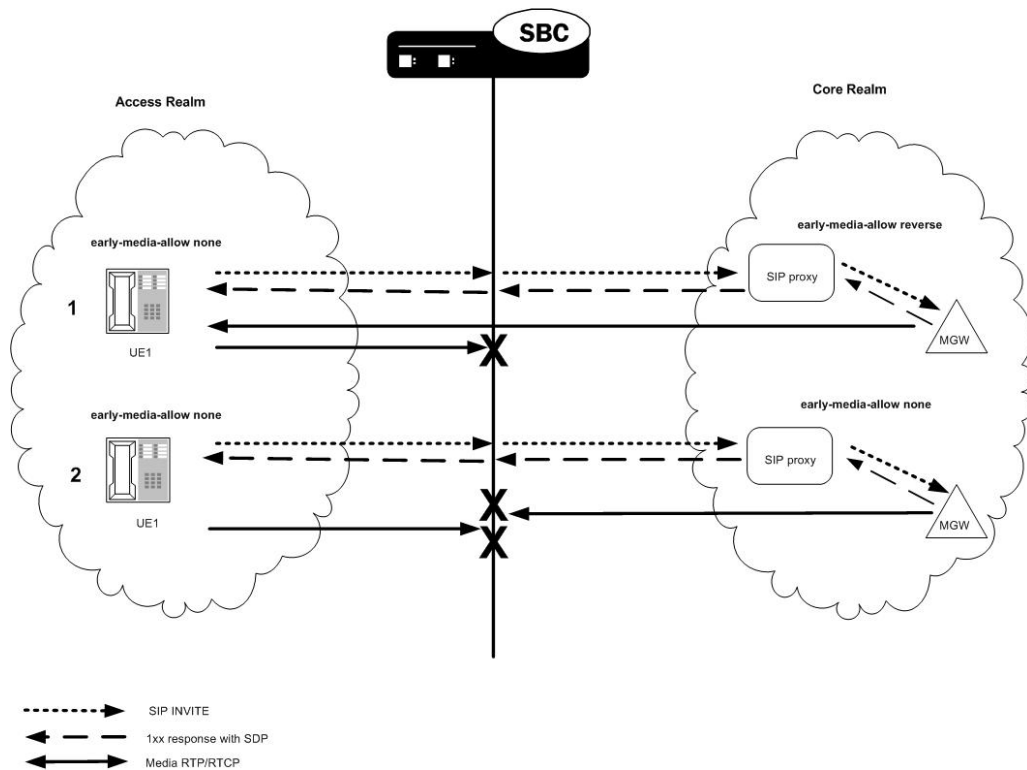 SBC
Access Realm
Core Realm
early-media-allow none
early-media-allow reverse
SIP proxy
1
UE1
MGW
X
early-media-allow none
early-media-allow none
SIP proxy
2
UE1
MGW
X
X
SIP INVITE
1xx response with SDP
Media RTP/RTCP